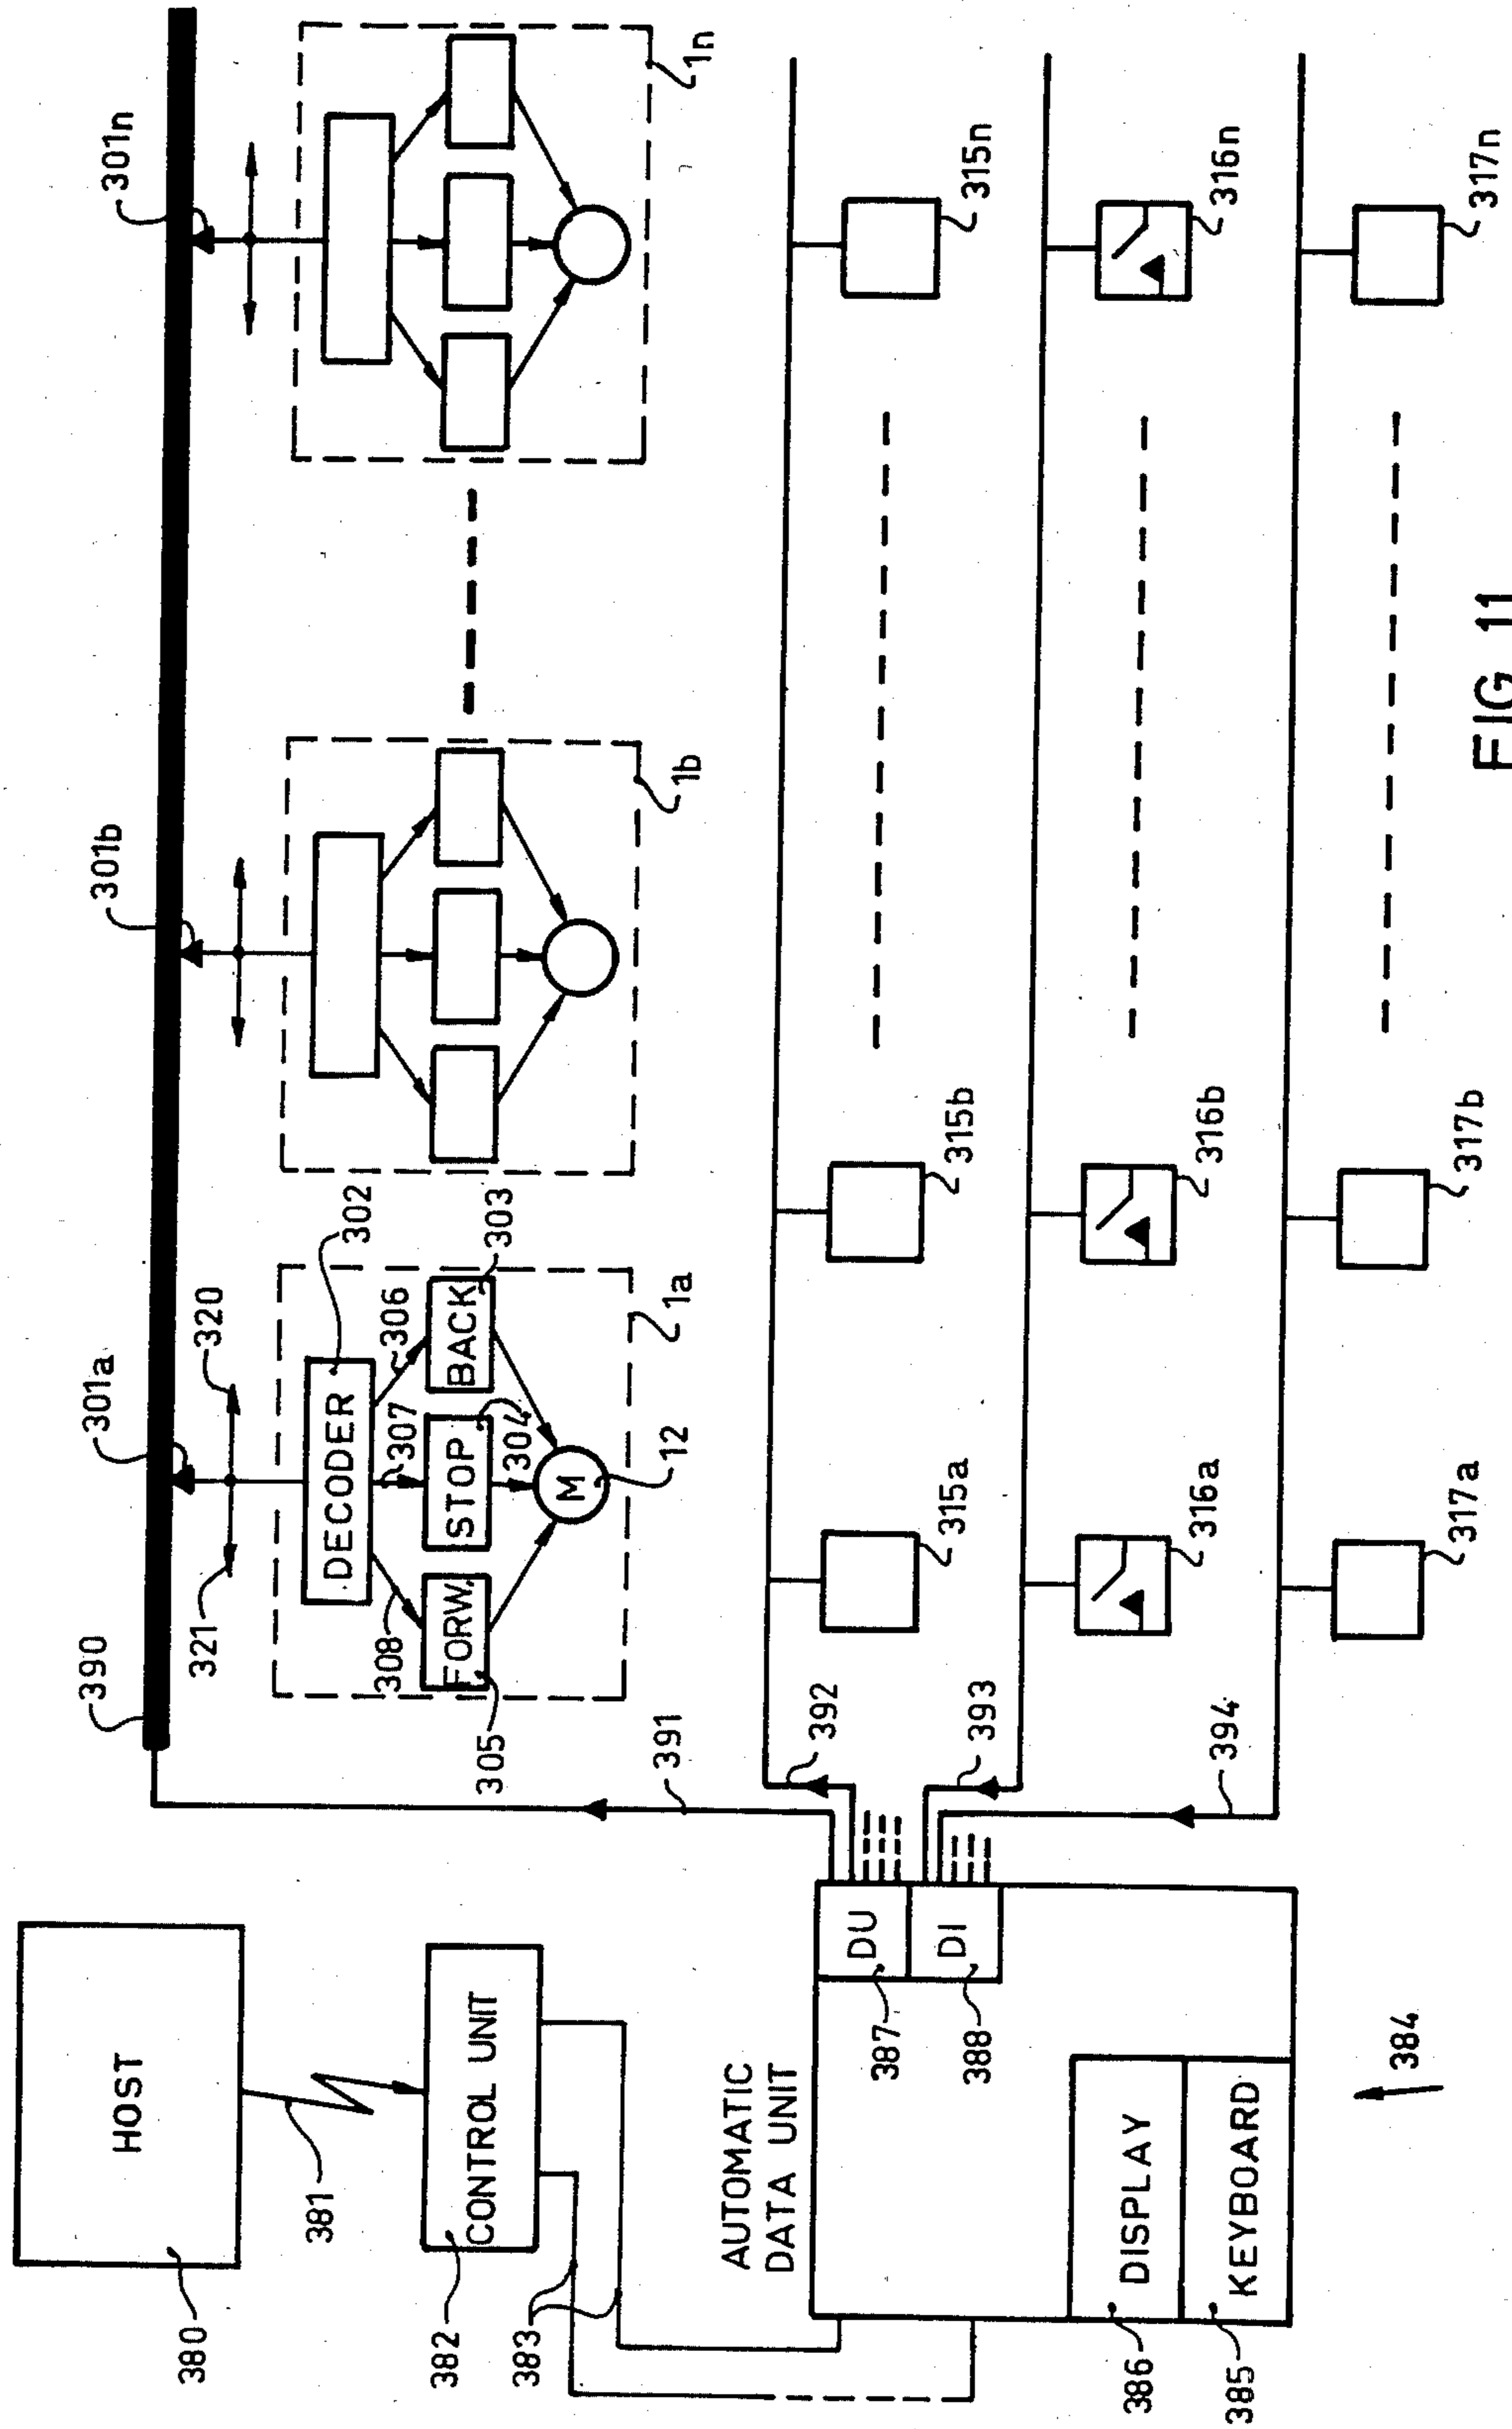 HOST
380
381
CONTROL UNIT
382
383
AUTOMATIC
DATA UNIT
DU
DI
387
388
DISPLAY
KEYBOARD
386
385
384
390
391
392
393
394
301a
321
320
DECODER
302
308
307
306
FORW.
STOP
BACK
305
304
303
M
12
1a
301b
1b
301n
1n
315a
315b
315n
316a
316b
316n
317a
317b
317n
FIG 11